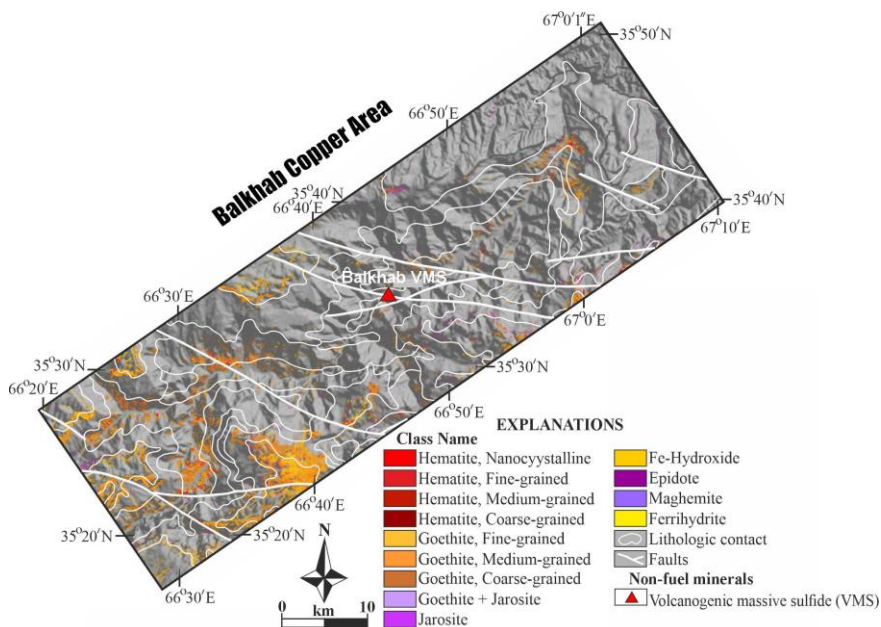 Balkhab Copper Area
67°0′1″E
35°50′N
66°50′E
35°40′N
66°40′E
35°40′N
67°10′E
66°30′E
Balkhab VMS
67°0′E
35°30′N
66°20′E
35°30′N
66°50′E
66°40′E
35°20′N
35°20′N
66°30′E
N
0 km 10
EXPLANATIONS
Class Name
Hematite, Nanocyystalline
Hematite, Fine-grained
Hematite, Medium-grained
Hematite, Coarse-grained
Goethite, Fine-grained
Goethite, Medium-grained
Goethite, Coarse-grained
Goethite + Jarosite
Jarosite
Fe-Hydroxide
Epidote
Maghemite
Ferrihydrite
Lithologic contact
Faults
Non-fuel minerals
Volcanogenic massive sulfide (VMS)